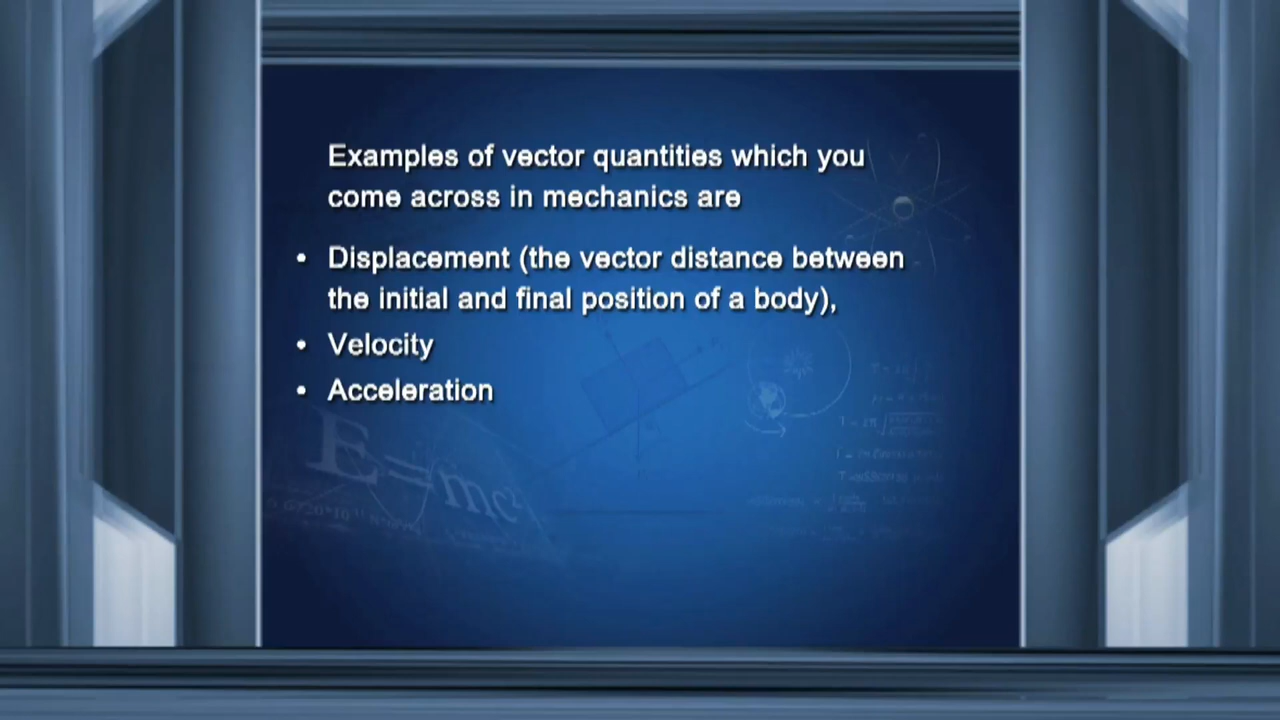 Examples of vector quantities which you
come across in mechanics are
• Displacement (the vector distance between
the initial and final position of a body),
• Velocity
• Acceleration
E=mc²